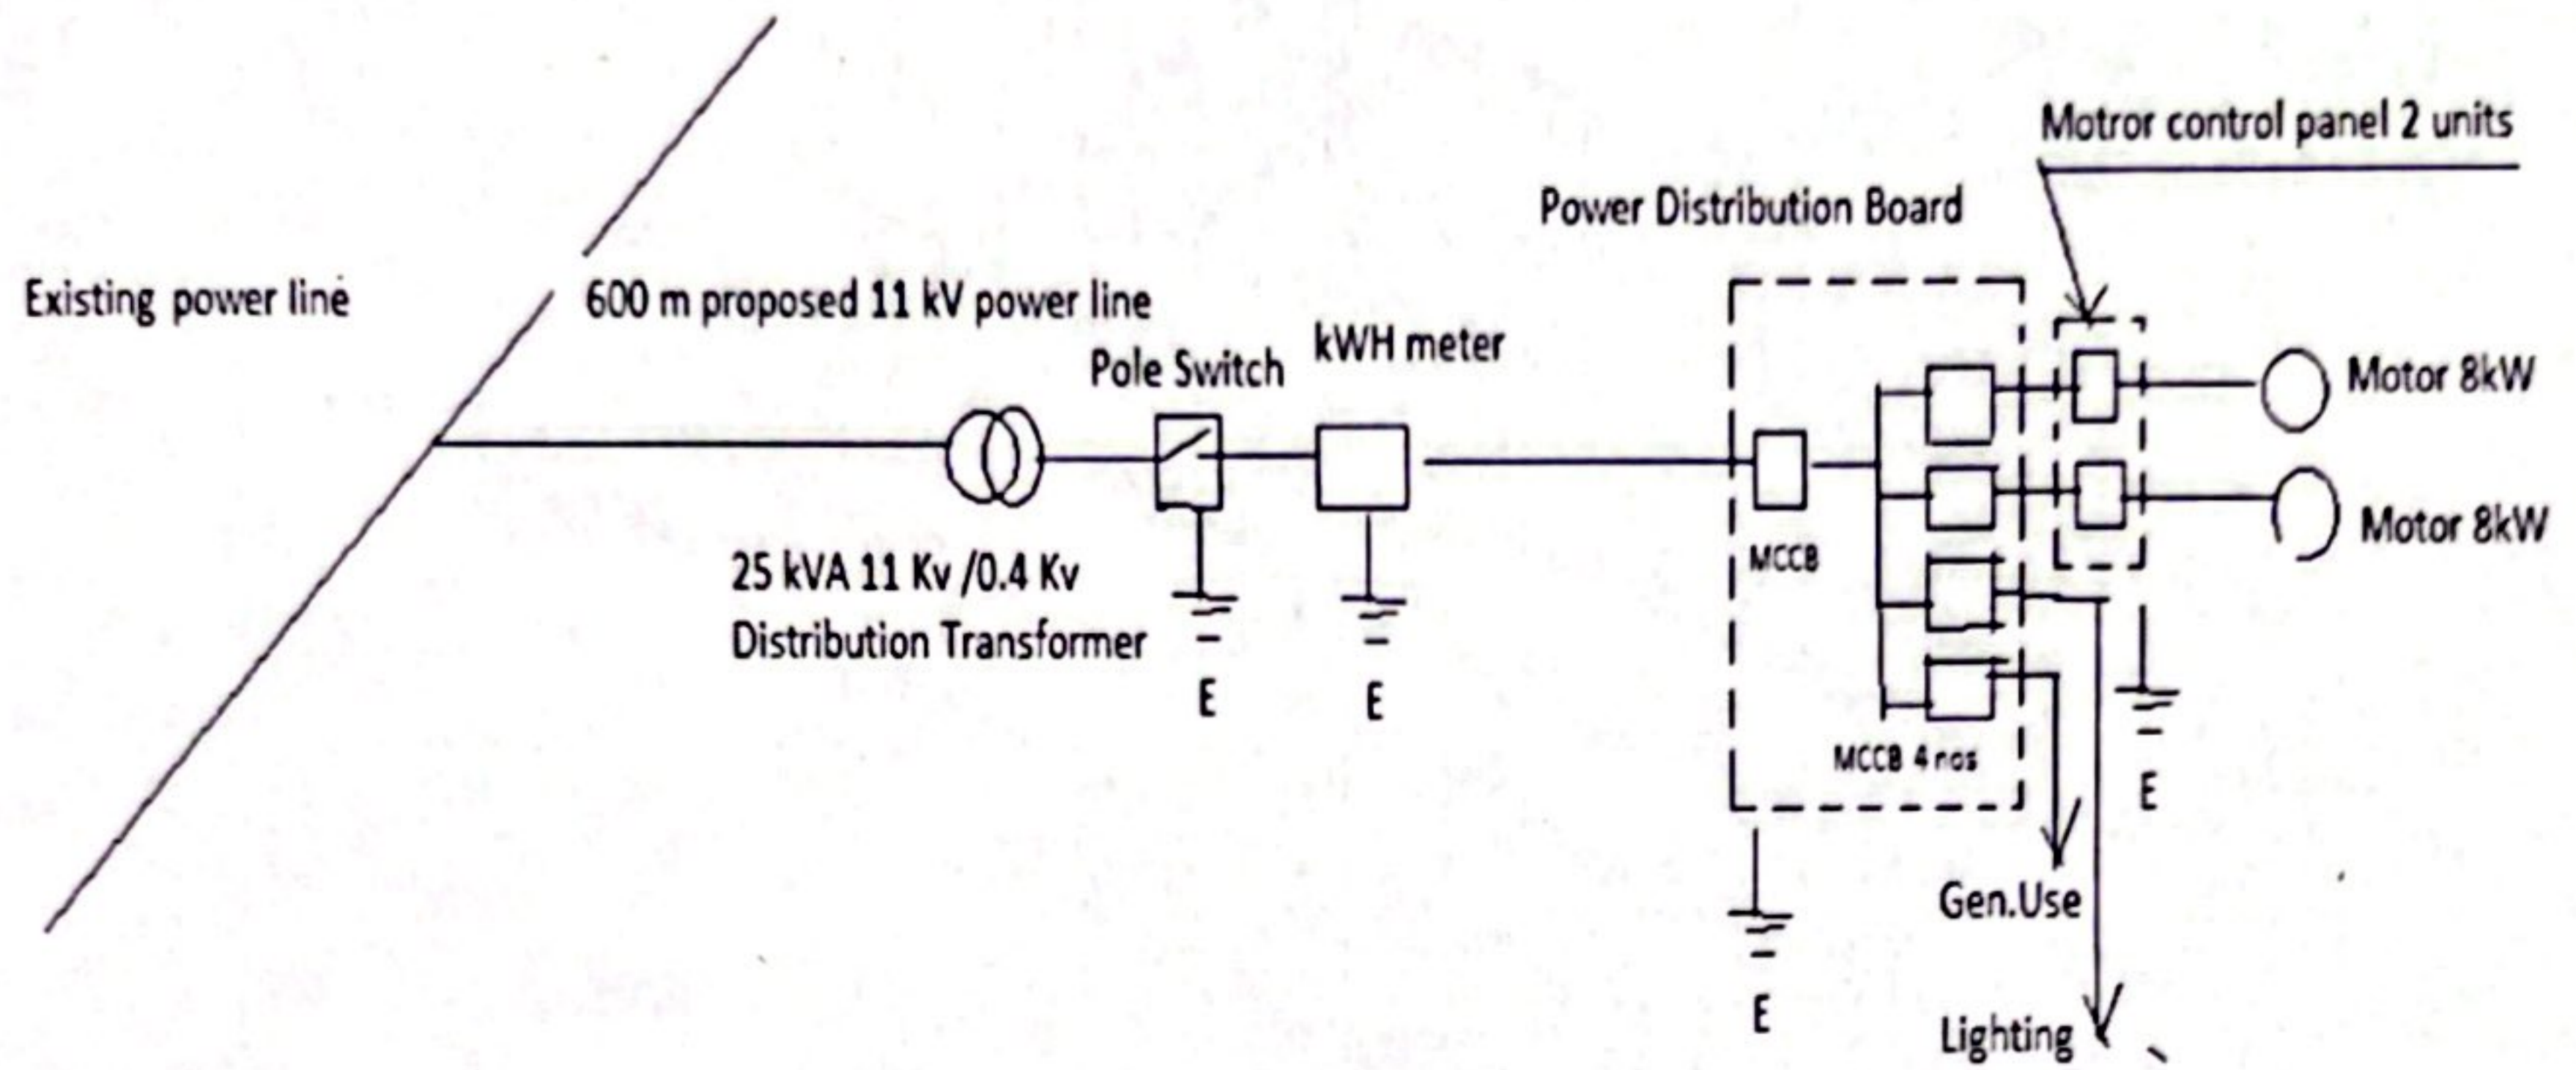 Motror control panel 2 units
Power Distribution Board
Existing power line
600 m proposed 11 kV power line
Pole Switch
kWH meter
Motor 8kW
Motor 8kW
MCCB
25 kVA 11 Kv /0.4 Kv
Distribution Transformer
E
E
MCCB 4 nos
E
Gen.Use
E
Lighting